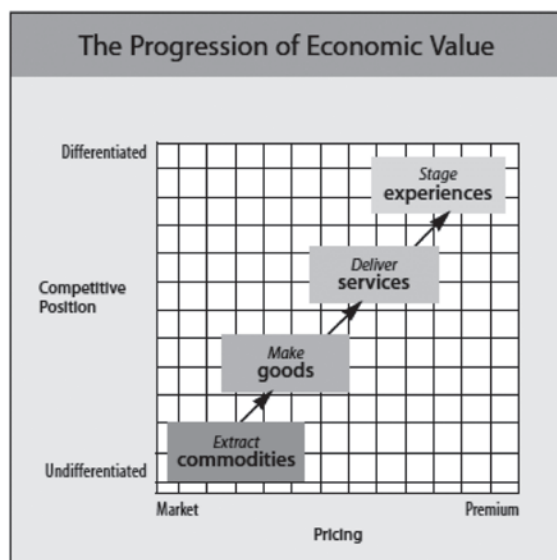 The Progression of Economic Value
Differentiated
Stage
experiences
Deliver
services
Competitive
Position
Make
goods
Extract
commodities
Undifferentiated
Market
Premium
Pricing